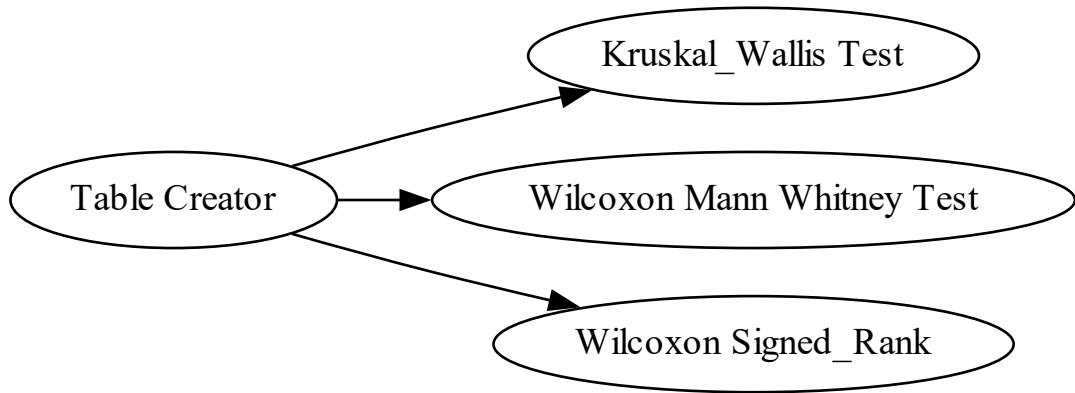 Kruskal_Wallis Test
Table Creator
Wilcoxon Mann Whitney Test
Wilcoxon Signed_Rank